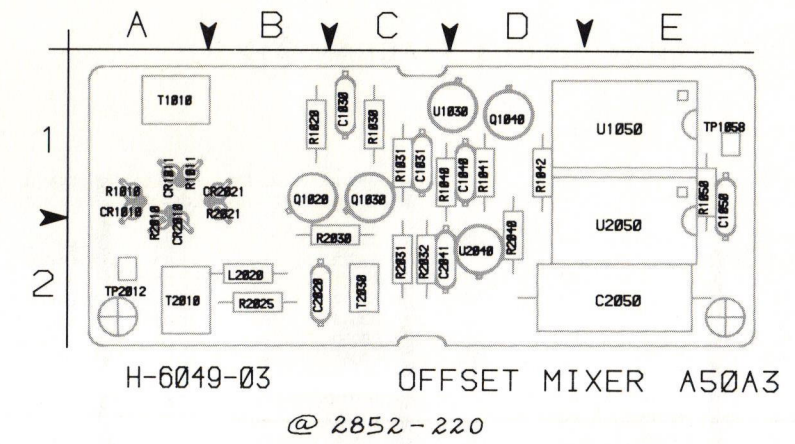 A B C D E
1
2
T1010
R1020
C1030
R1030
U1030
Q1040
U1050
TP1058
CR1011
R1011
R1010
CR1010
R2010
CR2010
CR2021
R2021
Q1020
Q1030
R1031
C1031
R1040
C1040
R1041
R1042
R1050
C1050
R2030
R2031
R2032
C2041
U2040
R2040
U2050
TP2012
T2010
L2020
R2025
C2020
T2030
C2050
H-6049-03 OFFSET MIXER A50A3
@ 2852-220